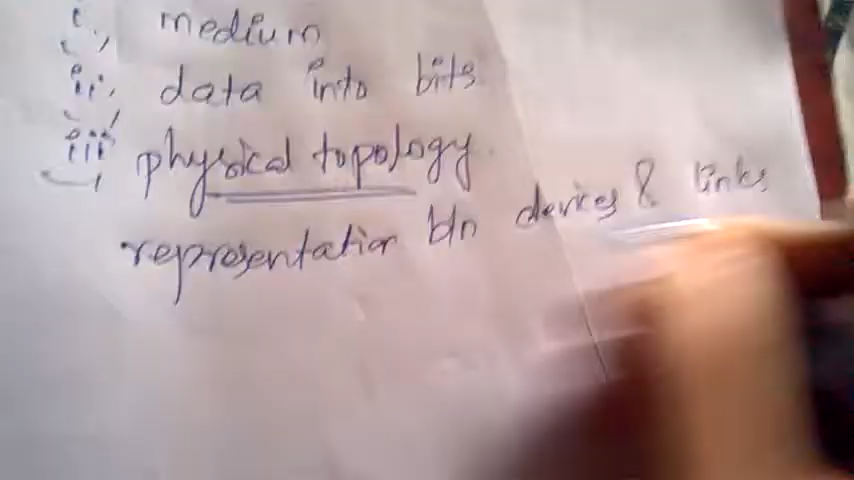 i, medium
ii, data into bits
iii, physical topology
representation b/n devices & links